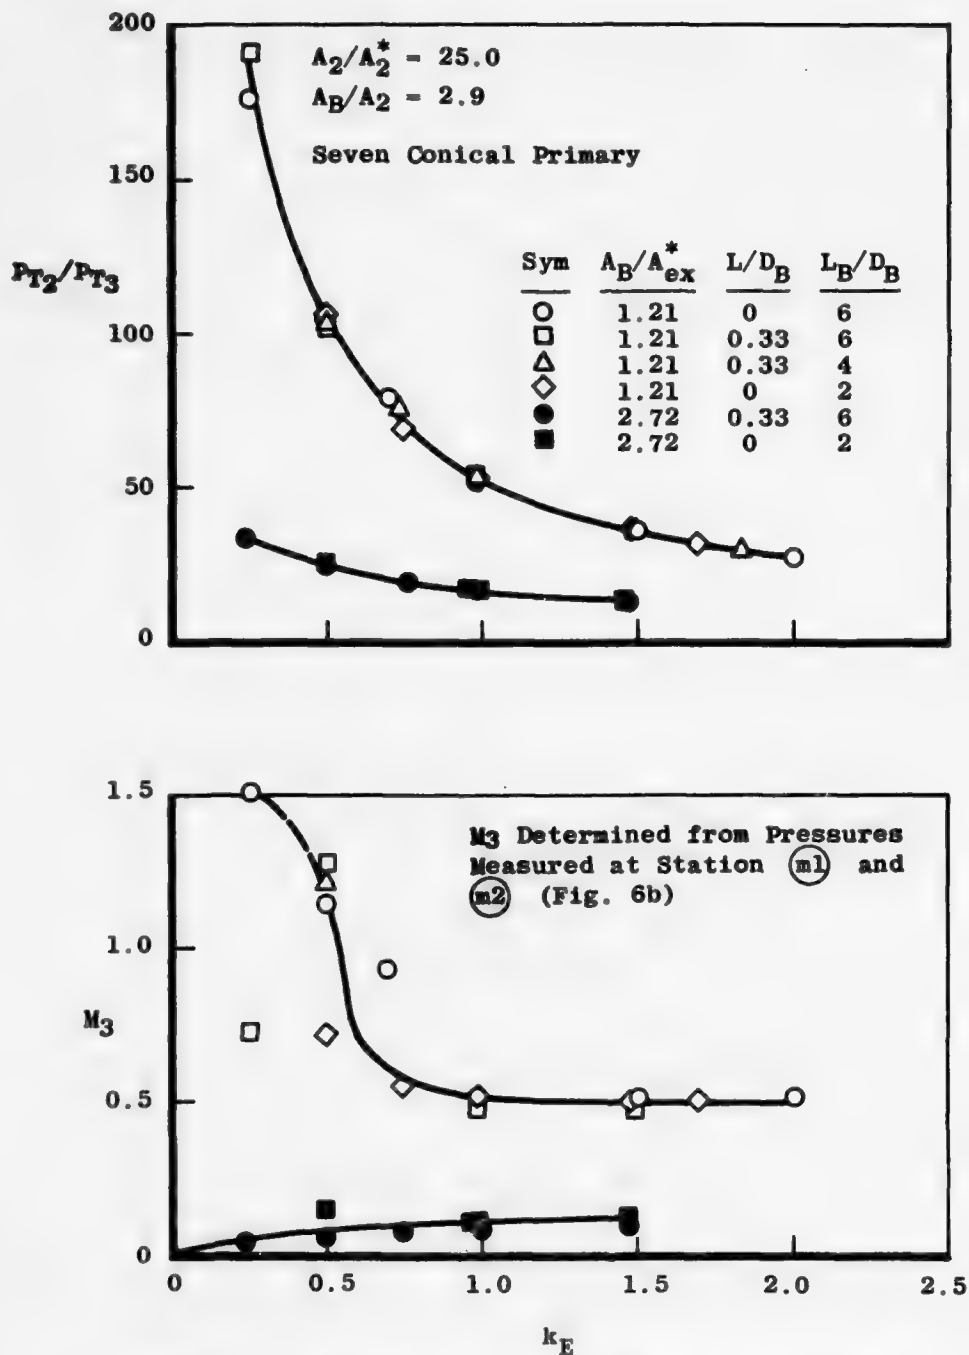 200
A2/A2* = 25.0
AB/A2 = 2.9
Seven Conical Primary
150
PT2/PT3
Sym AB/A*ex L/DB LB/DB
○ 1.21 0 6
□ 1.21 0.33 6
△ 1.21 0.33 4
◇ 1.21 0 2
● 2.72 0.33 6
■ 2.72 0 2
100
50
0
1.5
M3 Determined from Pressures
Measured at Station m1 and
m2 (Fig. 6b)
1.0
M3
0.5
0
0 0.5 1.0 1.5 2.0 2.5
kE